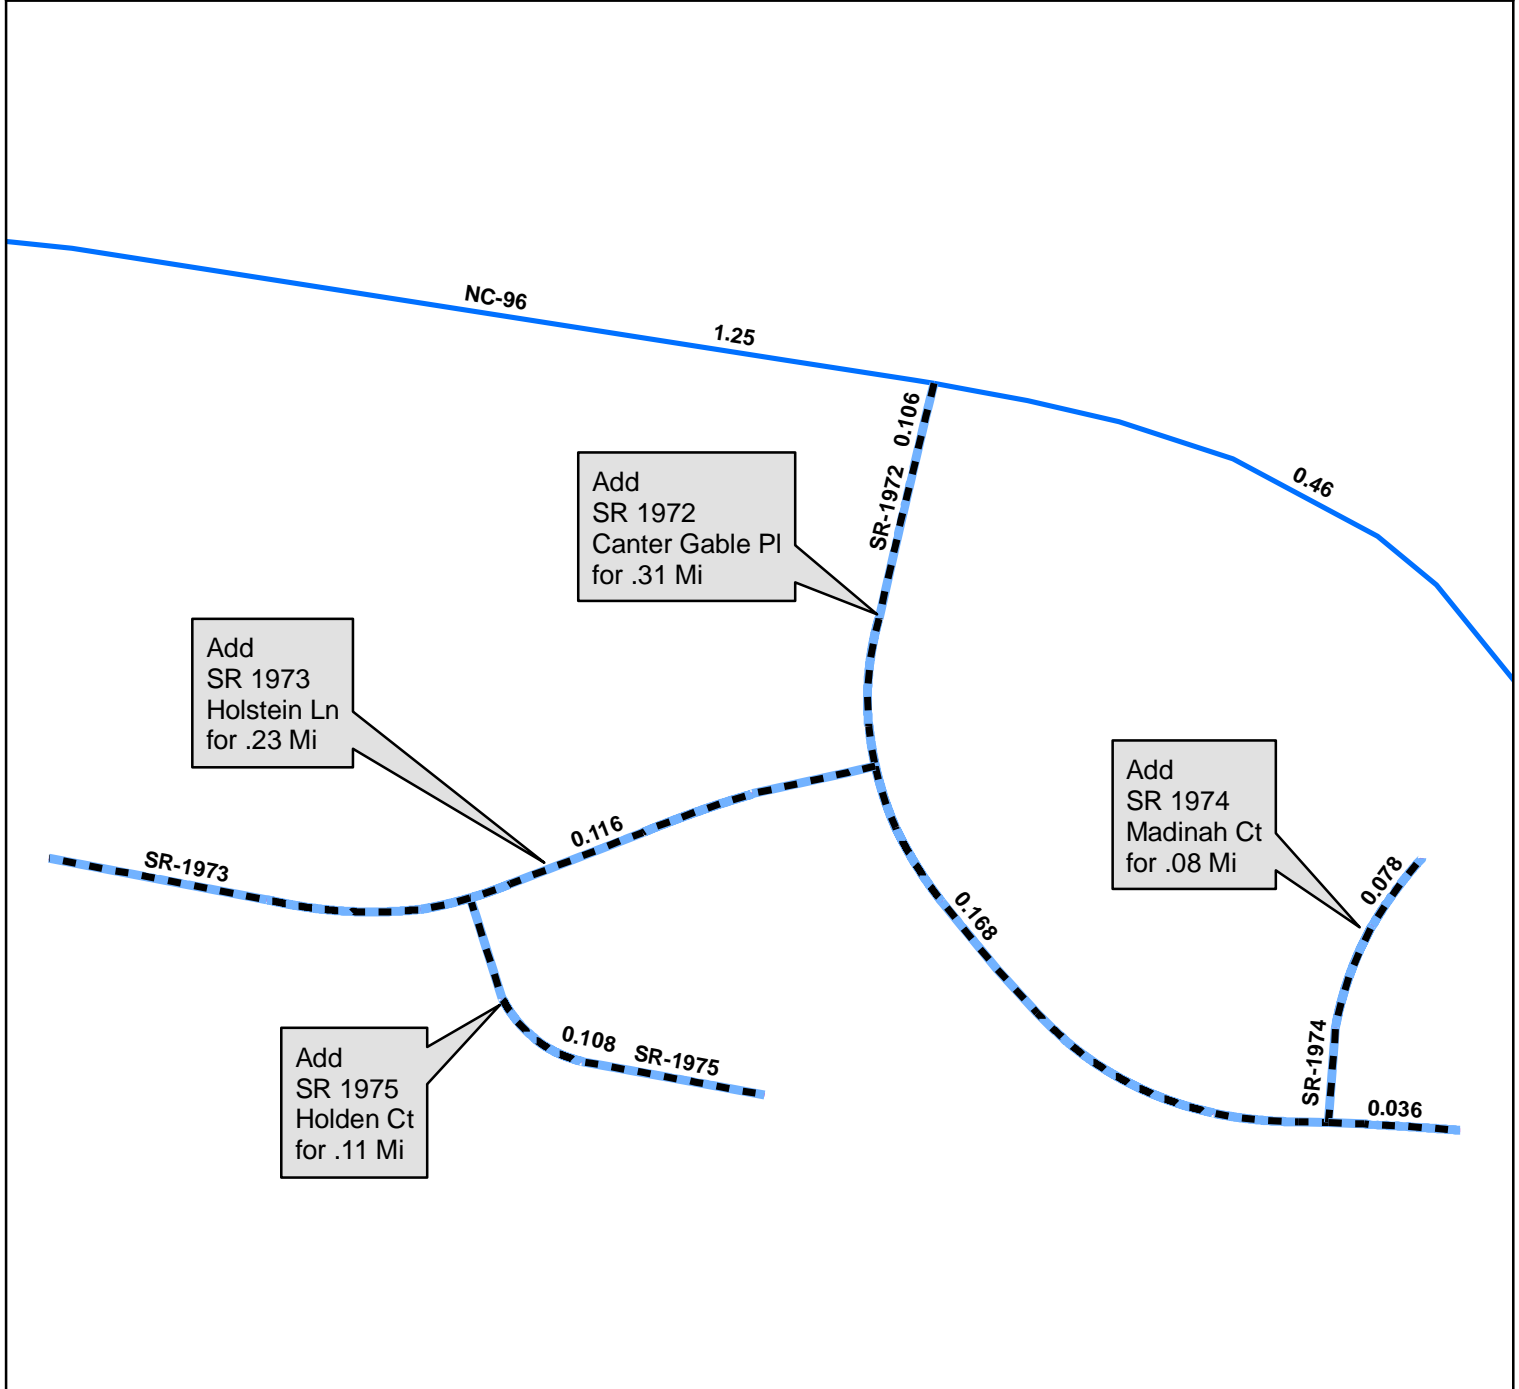 NC-96
1.25
0.106
SR-1972
0.46
Add
SR 1972
Canter Gable Pl
for .31 Mi
Add
SR 1973
Holstein Ln
for .23 Mi
SR-1973
0.116
Add
SR 1974
Madinah Ct
for .08 Mi
0.078
SR-1974
0.168
0.036
Add
SR 1975
Holden Ct
for .11 Mi
0.108
SR-1975